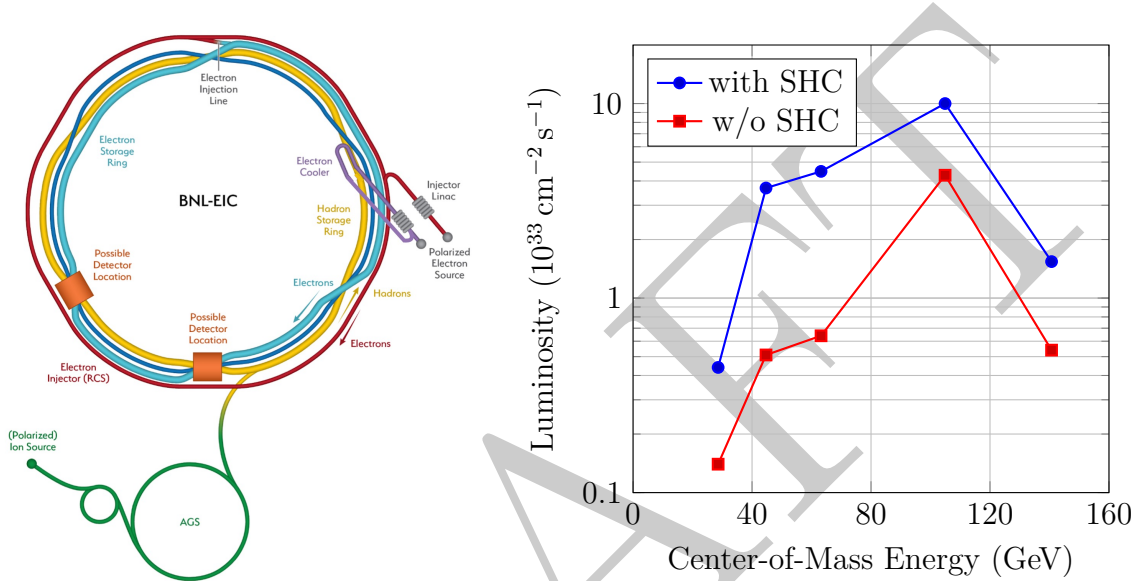 Electron
Injection
Line
Electron
Storage
Ring
Electron
Cooler
BNL-EIC
Injector
Linac
Hadron
Storage
Ring
Polarized
Electron
Source
Possible
Detector
Location
Electrons
Hadrons
Possible
Detector
Location
Electrons
Electron
Injector (RCS)
(Polarized)
Ion Source
AGS
with SHC
w/o SHC
10
1
0.1
0
40
80
120
160
Luminosity (10³³ cm⁻² s⁻¹)
Center-of-Mass Energy (GeV)
AFT